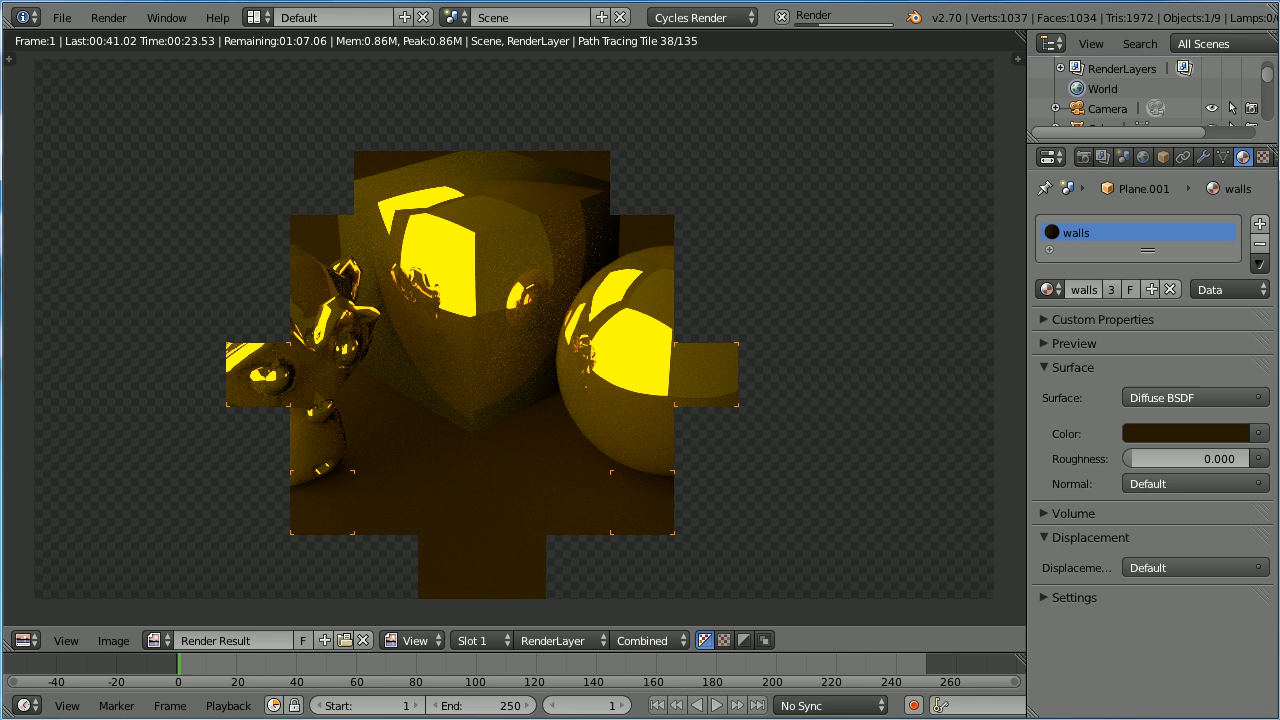 File Render Window Help Default Scene Cycles Render Render v2.70 | Verts:1037 | Faces:1034 | Tris:1972 | Objects:1/9 | Lamps:0/
Frame:1 | Last:00:41.02 Time:00:23.53 | Remaining:01:07.06 | Mem:0.86M, Peak:0.86M | Scene, RenderLayer | Path Tracing Tile 38/135
View Search All Scenes
RenderLayers
World
Camera
Plane.001 walls
walls
walls 3 F Data
Custom Properties
Preview
Surface
Surface: Diffuse BSDF
Color:
Roughness: 0.000
Normal: Default
Volume
Displacement
Displaceme... Default
Settings
View Image Render Result F View Slot 1 RenderLayer Combined
-40 -20 0 20 40 60 80 100 120 140 160 180 200 220 240 260
View Marker Frame Playback Start: 1 End: 250 1 No Sync